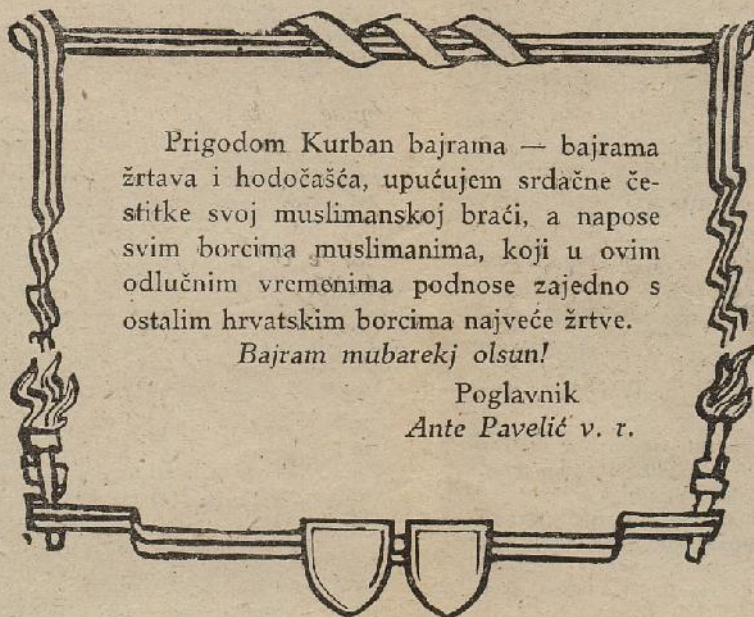 Prigodom Kurban bajrama — bajrama
žrtava i hodočašća, upućujem srdačne če-
stitke svoj muslimanskoj braći, a napose
svim borcima muslimanima, koji u ovim
odlučnim vremenima podnose zajedno s
ostalim hrvatskim borcima najveće žrtve.
Bajram mubarekj olsun!
Poglavnik
Ante Pavelić v. r.